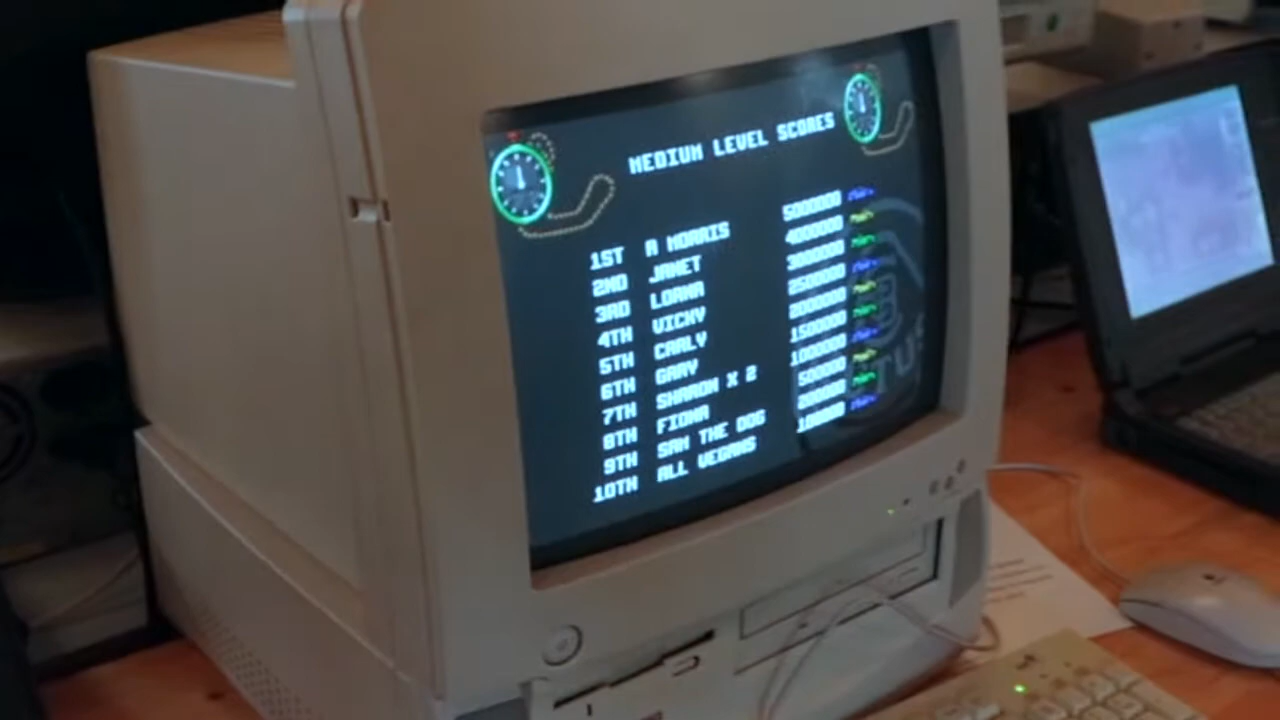 MEDIUM LEVEL SCORES
1ST A MORRIS 5000000
2ND JANET 4000000
3RD LORNA 3000000
4TH VICKY 2500000
5TH CARLY 2000000
6TH GARY 1500000
7TH SHARON X 2 1000000
8TH FIONA 500000
9TH SAM THE DOG 200000
10TH ALL VEGANS 100000